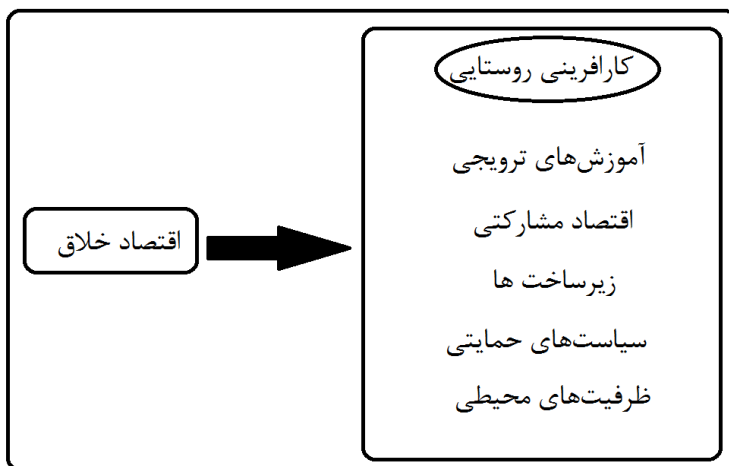 کارافرینی روستایی
آموزش‌های ترویجی
اقتصاد مشارکتی
اقتصاد خلاق
زیرساخت ها
سیاست‌های حمایتی
ظرفیت‌های محیطی